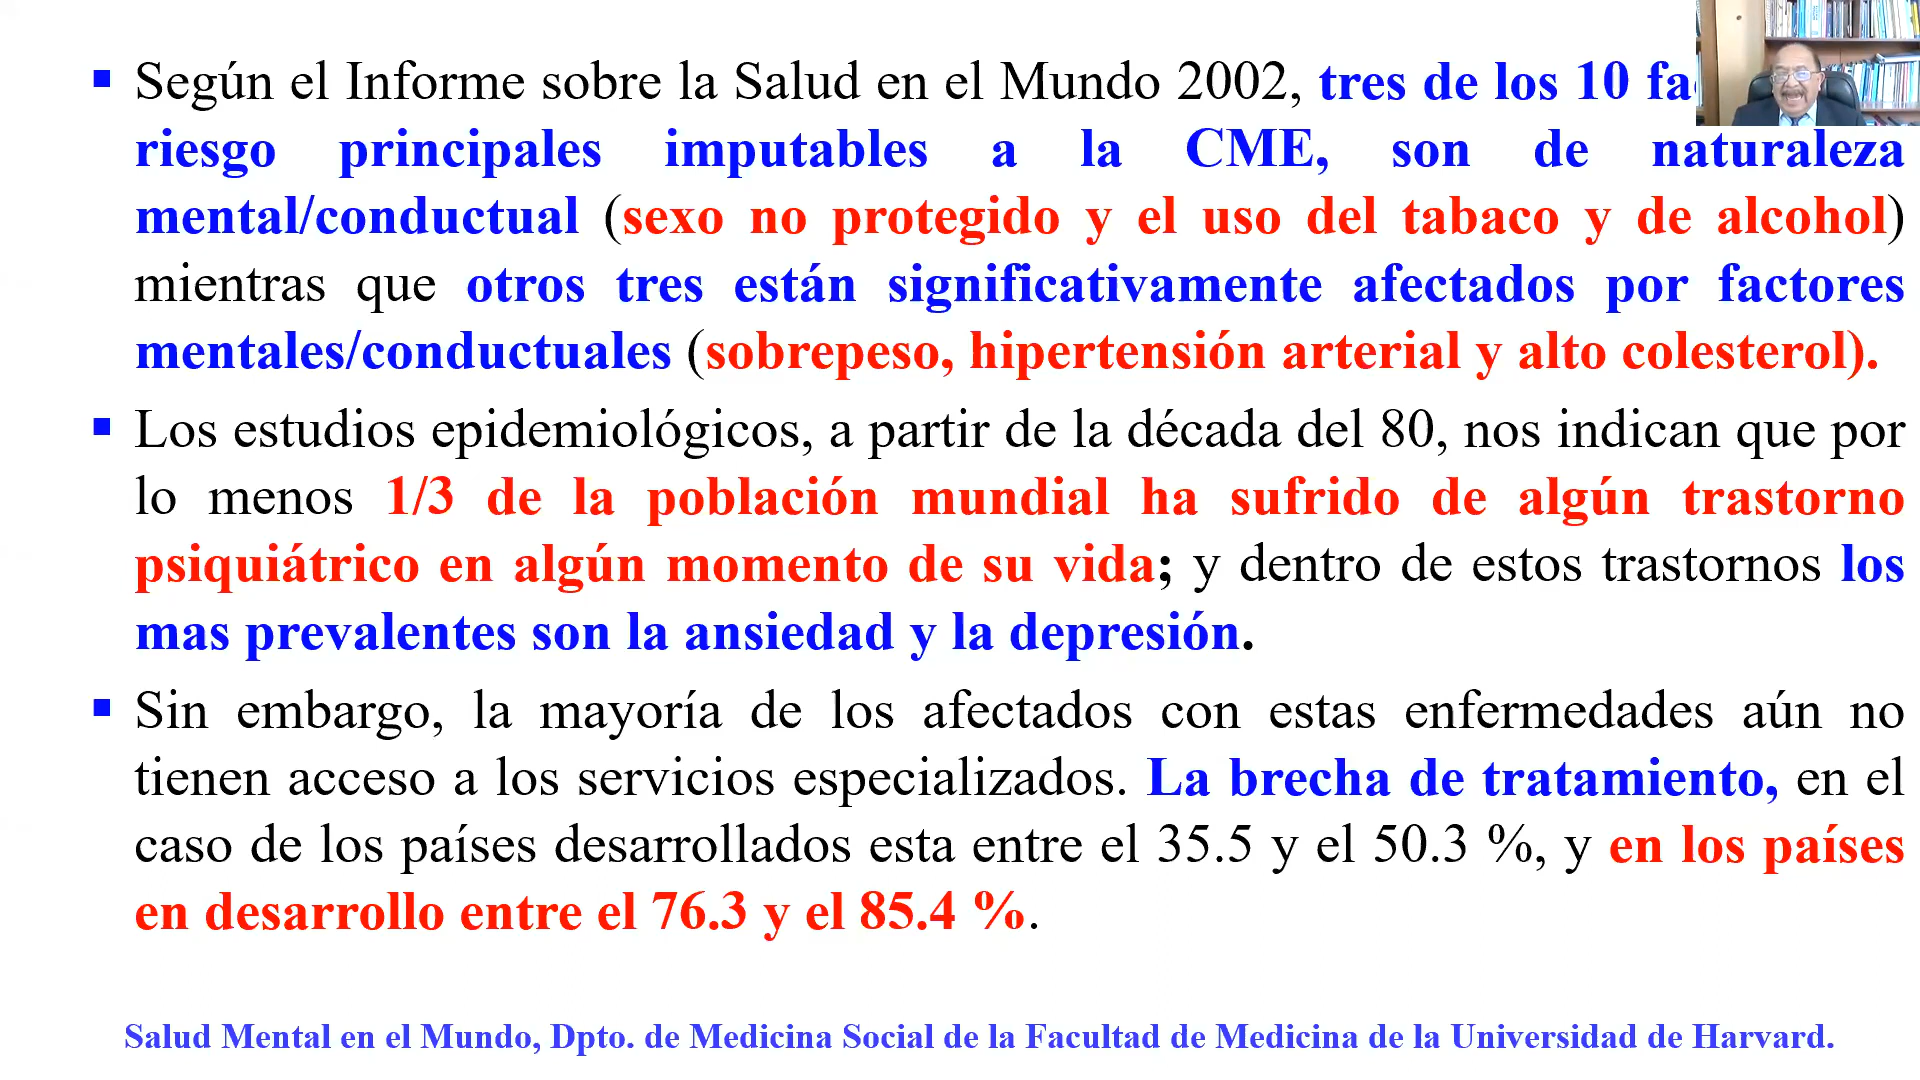 Según el Informe sobre la Salud en el Mundo 2002, tres de los 10
riesgo principales imputables a la CME, son de naturaleza
mental/conductual (sexo no protegido y el uso del tabaco y de alcohol)
mientras que otros tres están significativamente afectados por factores
mentales/conductuales (sobrepeso, hipertensión arterial y alto colesterol).
Los estudios epidemiológicos, a partir de la década del 80, nos indican que por
lo menos 1/3 de la población mundial ha sufrido de algún trastorno
psiquiátrico en algún momento de su vida; y dentro de estos trastornos los
mas prevalentes son la ansiedad y la depresión.
Sin embargo, la mayoría de los afectados con estas enfermedades aún no
tienen acceso a los servicios especializados. La brecha de tratamiento, en el
caso de los países desarrollados esta entre el 35.5 y el 50.3 %, y en los países
en desarrollo entre el 76.3 y el 85.4 %.
Salud Mental en el Mundo, Dpto. de Medicina Social de la Facultad de Medicina de la Universidad de Harvard.